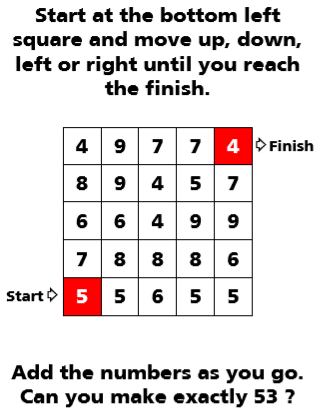 Start at the bottom left
square and move up, down,
left or right until you reach
the finish.
4 9 7 7 4 Finish
8 9 4 5 7
6 6 4 9 9
7 8 8 8 6
Start 5 5 6 5 5
Add the numbers as you go.
Can you make exactly 53 ?